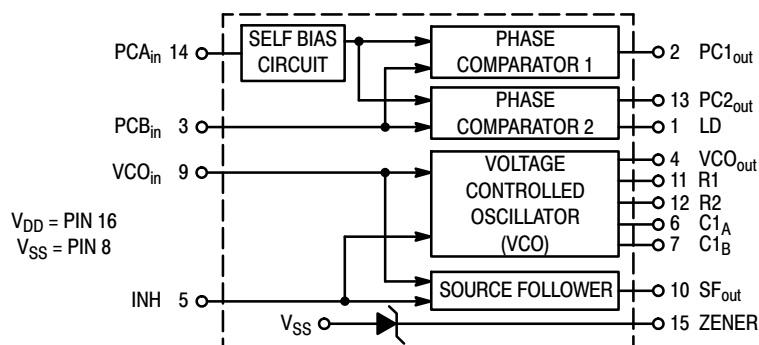 PCAin 14
SELF BIAS
CIRCUIT
PHASE
COMPARATOR 1
2 PC1out
PCBin 3
PHASE
COMPARATOR 2
13 PC2out
1 LD
VCOin 9
VOLTAGE
CONTROLLED
OSCILLATOR
(VCO)
4 VCOout
11 R1
12 R2
6 C1A
7 C1B
VDD = PIN 16
VSS = PIN 8
INH 5
SOURCE FOLLOWER
10 SFout
VSS
15 ZENER